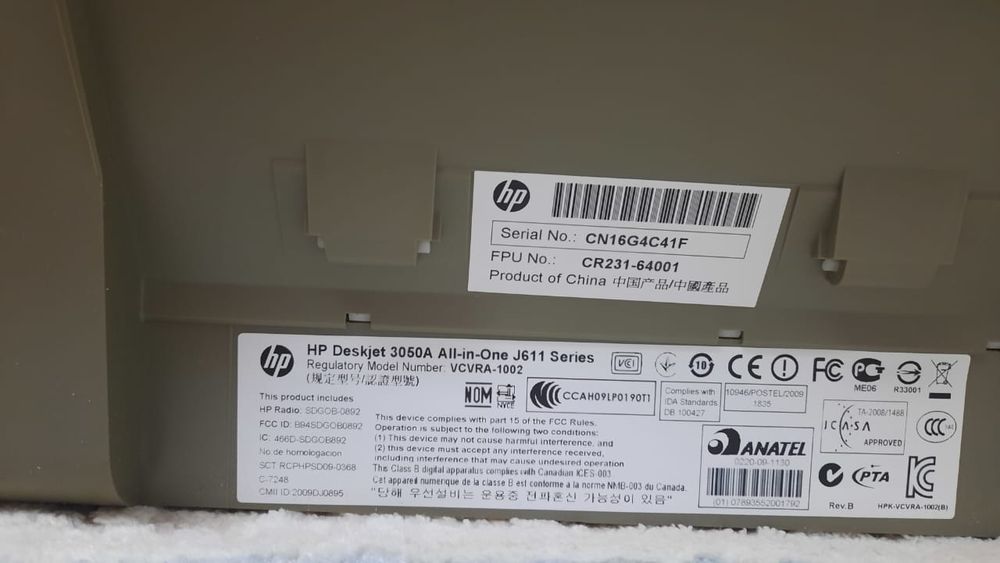 hp
Serial No.: CN16G4C41F
FPU No.: CR231-64001
Product of China 中国产品/中國產品
hp
HP Deskjet 3050A All-in-One J611 Series
Regulatory Model Number: VCVRA-1002
(规定型号/認證型號)
This product includes
HP Radio: SDGOB-0892
FCC ID: B94SDGOB0892
IC: 466D-SDGOB892
No.de homologacion
SCT RCPHPSD09-0368
C-7248
CMII ID:2009DJ0895
NOM
NYCE
CCAH09LP0190T1
This device complies with part 15 of the FCC Rules.
Operation is subject to the following two conditions:
(1) This device may not cause harmful interference, and
(2) this device must accept any interference received,
including interference that may cause undesired operation
This Class B digital apparatus complies with Canadian ICES-003
Cet appareil numerique de la classe B est conforme a la norme NMB-003 du Canada.
"당해 우선설비는 운용중 전파혼신 가능성이 있음"
VCI
10
CE
FC
ME06
R33001
Complies with
IDA Standards
DB 100427
10946/POSTEL/2009
1835
ANATEL
0220-09-1130
(01) 07893552001792
TA-2008/1488
ICASA
APPROVED
CCC
PTA
Rev.B
HPK-VCVRA-1002(B)